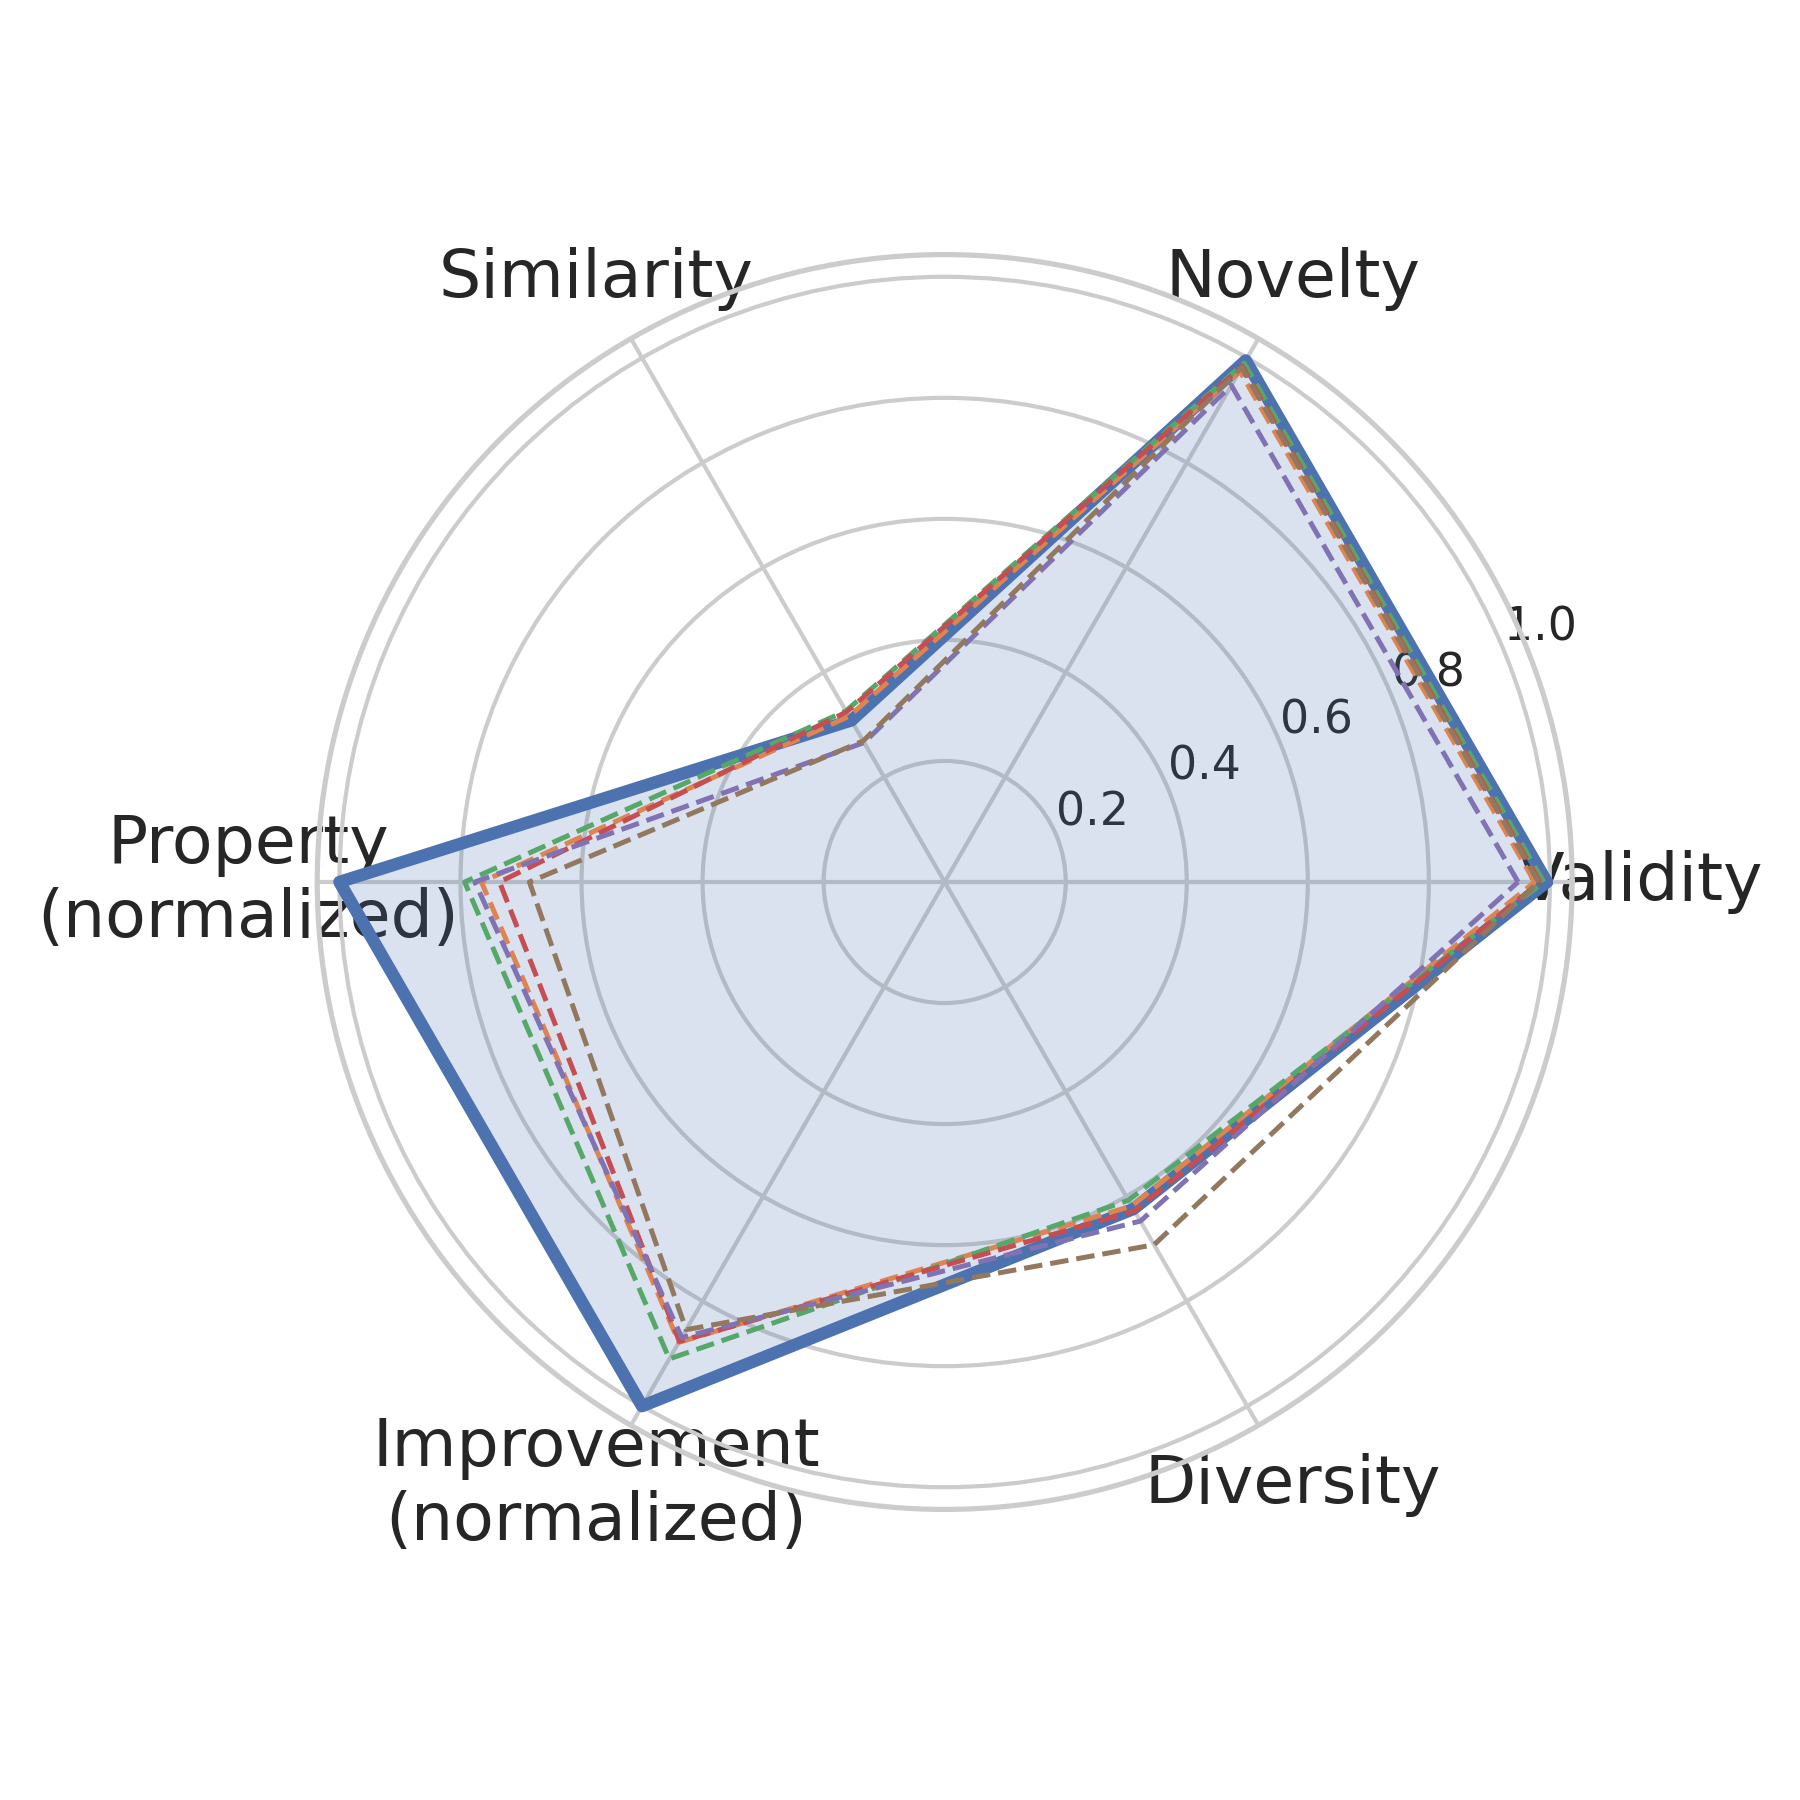 Similarity
Novelty
1.0
0.8
0.6
0.4
0.2
Property
(normalized)
Validity
Improvement
(normalized)
Diversity